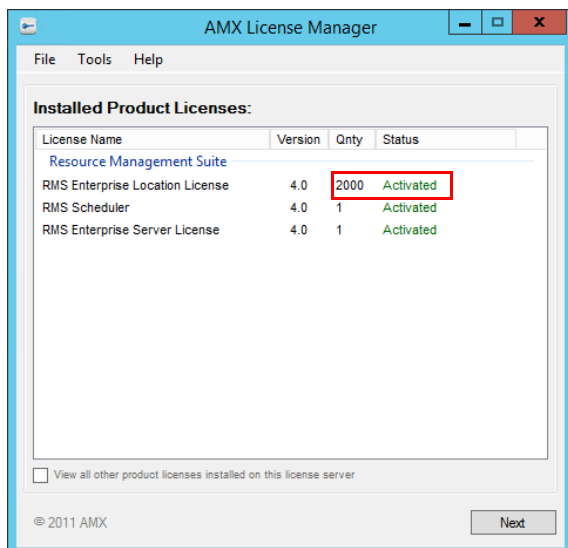 AMX License Manager
File Tools Help
Installed Product Licenses:
License Name Version Qnty Status
Resource Management Suite
RMS Enterprise Location License 4.0 2000 Activated
RMS Scheduler 4.0 1 Activated
RMS Enterprise Server License 4.0 1 Activated
View all other product licenses installed on this license server
© 2011 AMX Next